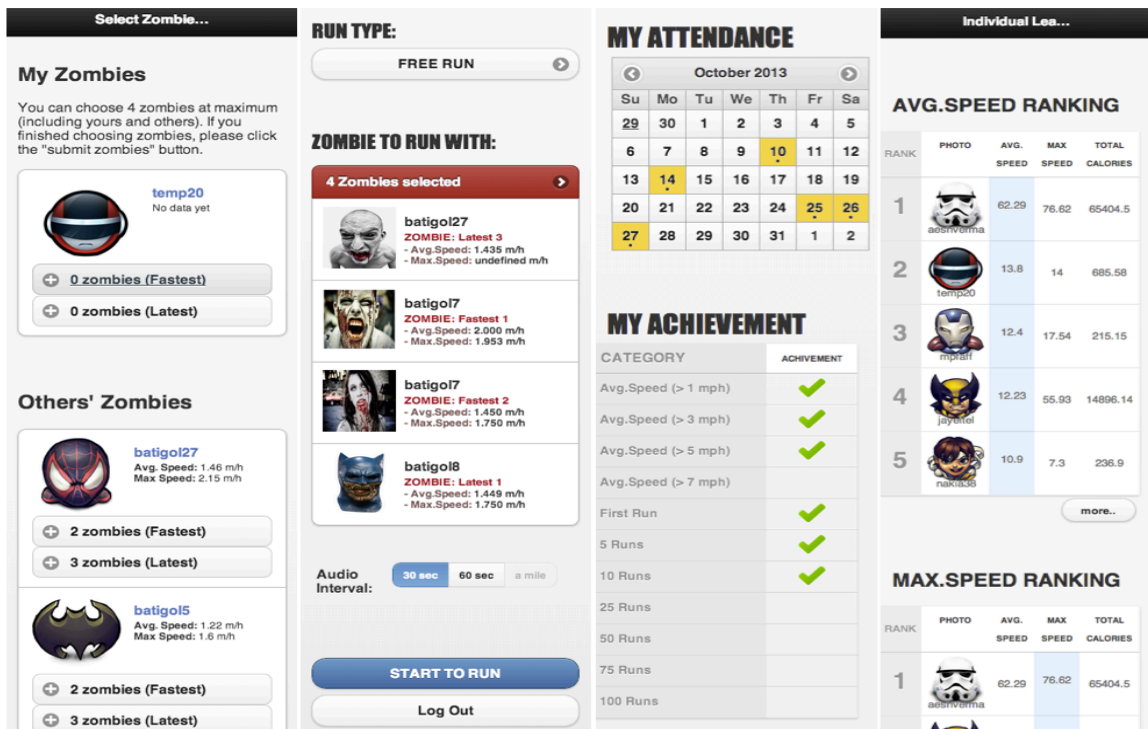 Select Zombie...
My Zombies
You can choose 4 zombies at maximum
(including yours and others). If you
finished choosing zombies, please click
the "submit zombies" button.
temp20
No data yet
0 zombies (Fastest)
0 zombies (Latest)
Others' Zombies
batigol27
Avg. Speed: 1.46 m/h
Max Speed: 2.15 m/h
2 zombies (Fastest)
3 zombies (Latest)
batigol5
Avg. Speed: 1.22 m/h
Max Speed: 1.6 m/h
2 zombies (Fastest)
3 zombies (Latest)
RUN TYPE:
FREE RUN
ZOMBIE TO RUN WITH:
4 Zombies selected
batigol27
ZOMBIE: Latest 3
- Avg.Speed: 1.435 m/h
- Max.Speed: undefined m/h
batigol7
ZOMBIE: Fastest 1
- Avg.Speed: 2.000 m/h
- Max.Speed: 1.953 m/h
batigol7
ZOMBIE: Fastest 2
- Avg.Speed: 1.450 m/h
- Max.Speed: 1.750 m/h
batigol8
ZOMBIE: Latest 1
- Avg.Speed: 1.449 m/h
- Max.Speed: 1.750 m/h
Audio 30 sec 60 sec a mile
Interval:
START TO RUN
Log Out
MY ATTENDANCE
October 2013
Su Mo Tu We Th Fr Sa
29 30 1 2 3 4 5
6 7 8 9 10 11 12
13 14 15 16 17 18 19
20 21 22 23 24 25 26
27 28 29 30 31 1 2
MY ACHIEVEMENT
CATEGORY ACHIVEMENT
Avg.Speed (> 1 mph)
Avg.Speed (> 3 mph)
Avg.Speed (> 5 mph)
Avg.Speed (> 7 mph)
First Run
5 Runs
10 Runs
25 Runs
50 Runs
75 Runs
100 Runs
Individual Lea...
AVG.SPEED RANKING
RANK PHOTO AVG. SPEED MAX SPEED TOTAL CALORIES
1 aeshverma 62.29 76.62 65404.5
2 temp20 13.8 14 685.58
3 mpraff 12.4 17.54 215.15
4 jayeitel 12.23 55.93 14896.14
5 nakia38 10.9 7.3 236.9
more..
MAX.SPEED RANKING
RANK PHOTO AVG. SPEED MAX SPEED TOTAL CALORIES
1 aeshverma 62.29 76.62 65404.5